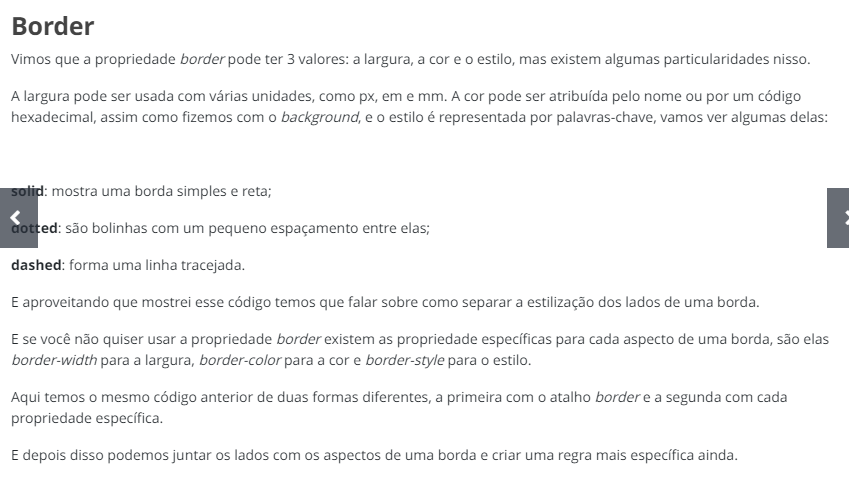 Border
Vimos que a propriedade border pode ter 3 valores: a largura, a cor e o estilo, mas existem algumas particularidades nisso.
A largura pode ser usada com várias unidades, como px, em e mm. A cor pode ser atribuída pelo nome ou por um código
hexadecimal, assim como fizemos com o background, e o estilo é representada por palavras-chave, vamos ver algumas delas:
solid: mostra uma borda simples e reta;
dotted: são bolinhas com um pequeno espaçamento entre elas;
dashed: forma uma linha tracejada.
E aproveitando que mostrei esse código temos que falar sobre como separar a estilização dos lados de uma borda.
E se você não quiser usar a propriedade border existem as propriedade específicas para cada aspecto de uma borda, são elas
border-width para a largura, border-color para a cor e border-style para o estilo.
Aqui temos o mesmo código anterior de duas formas diferentes, a primeira com o atalho border e a segunda com cada
propriedade específica.
E depois disso podemos juntar os lados com os aspectos de uma borda e criar uma regra mais específica ainda.